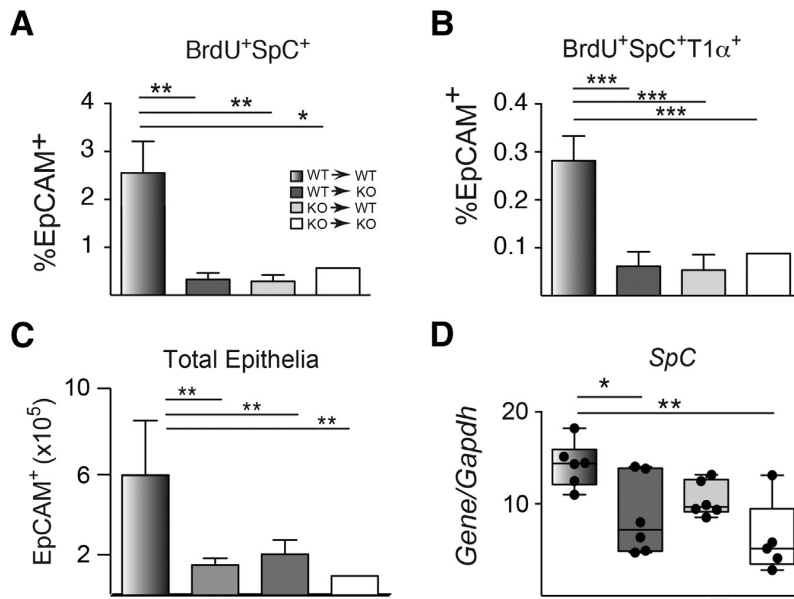 A
BrdU⁺SpC⁺
%EpCAM⁺
4
3
2
1
**
**
*
WT → WT
WT → KO
KO → WT
KO → KO
B
BrdU⁺SpC⁺T1α⁺
%EpCAM⁺
0.4
0.3
0.2
0.1
***
***
***
C
Total Epithelia
EpCAM⁺ (x10⁵)
10
6
2
**
**
**
D
SpC
Gene/Gapdh
20
10
*
**